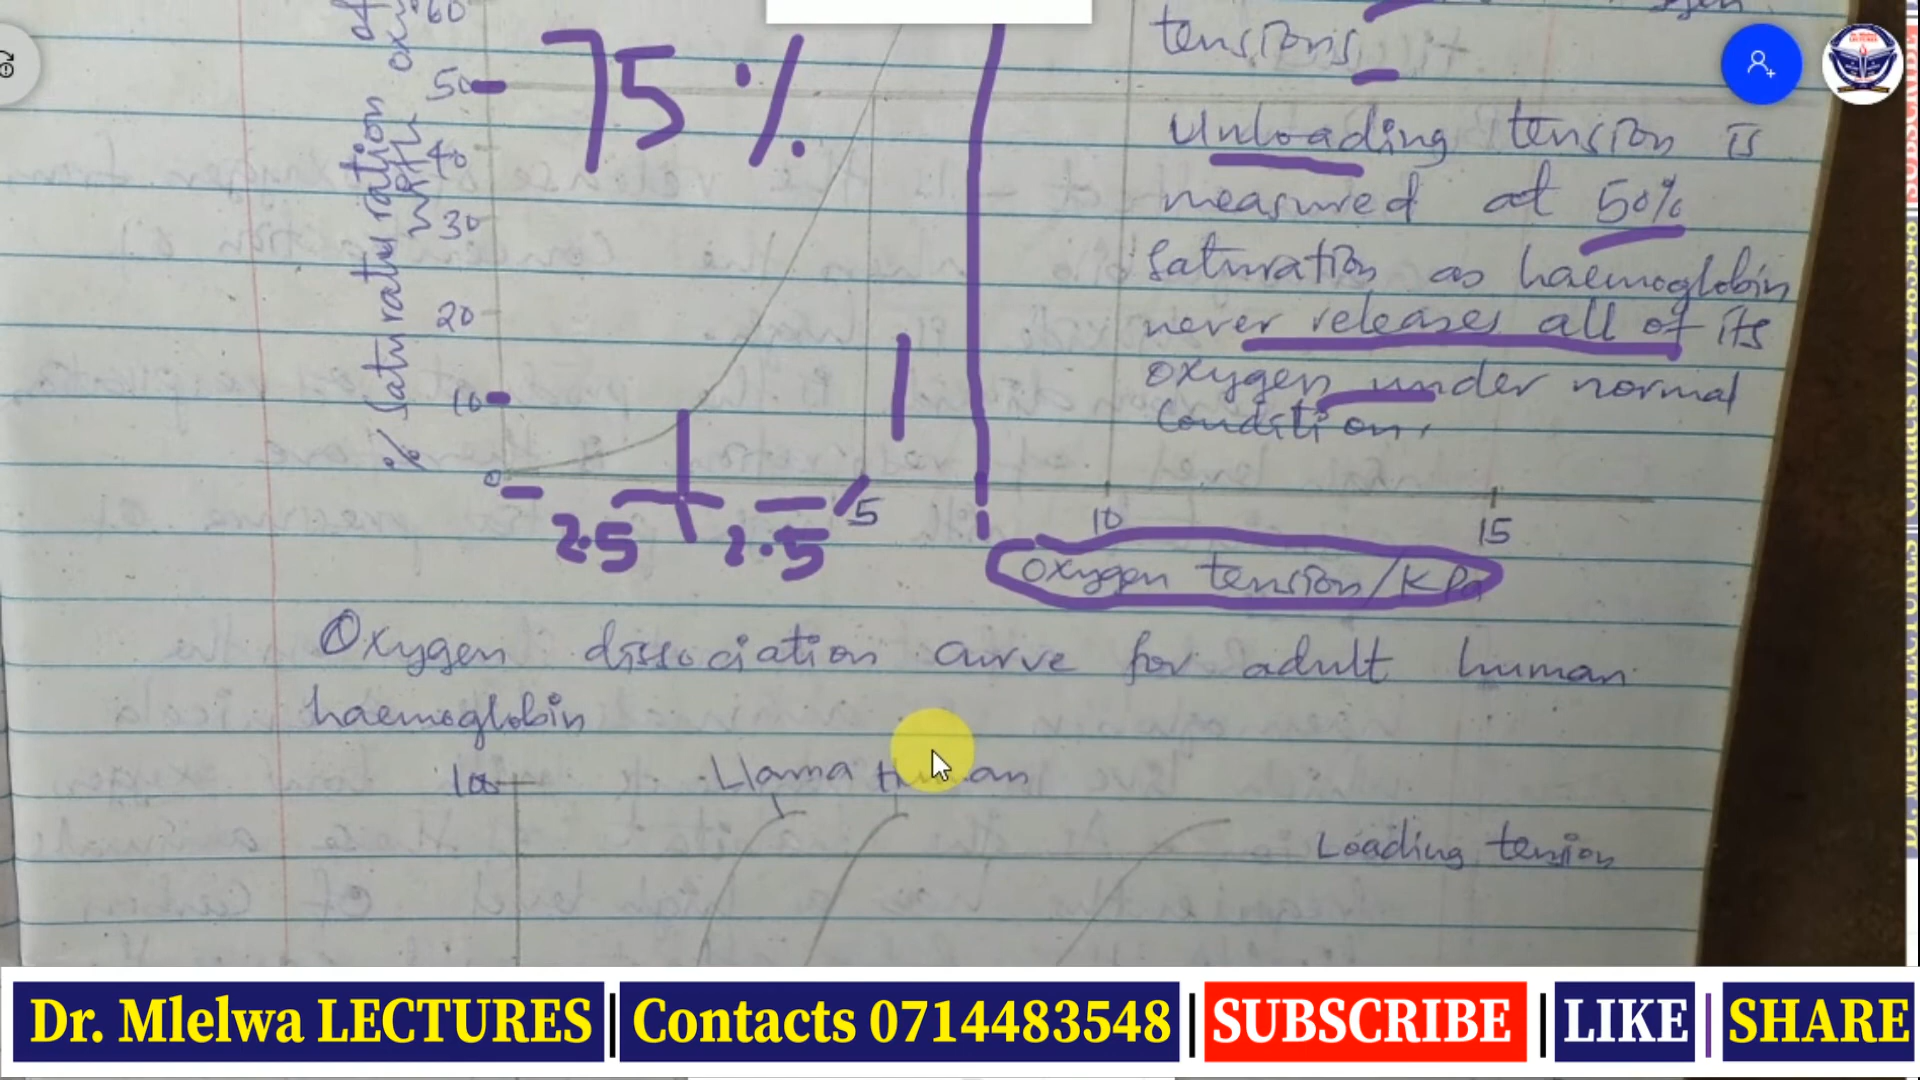 60
tensions
50
75%
Unloading tension is
40
measured at 50%
30
% Saturation of
saturation as haemoglobin
20
never releases all of its
10
oxygen under normal
condition.
0
5
10
15
2.5
2.5
oxygen tension/KPa
Oxygen dissociation curve for adult human
haemoglobin
100
Llama Human
Loading tension
Dr. Mlelwa LECTURES | Contacts 0714483548 | SUBSCRIBE | LIKE | SHARE